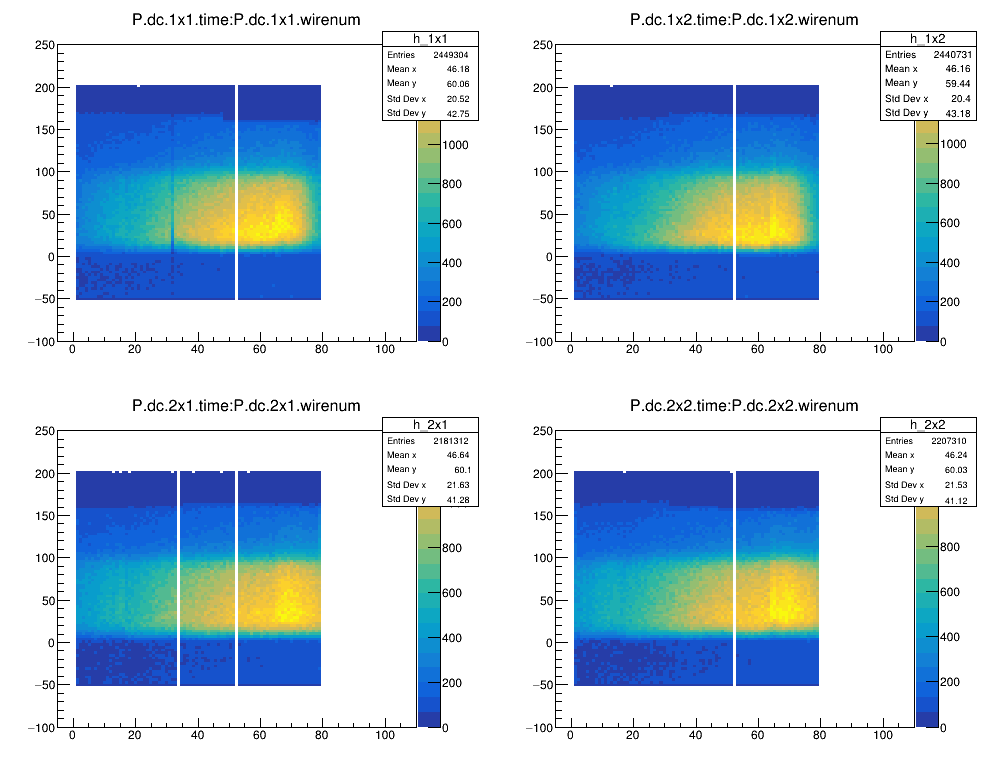 P.dc.1x1.time:P.dc.1x1.wirenum
h_1x1
Entries 2449304
Mean x 46.18
Mean y 60.06
Std Dev x 20.52
Std Dev y 42.75
250
200
150
100
50
0
−50
−100
0 20 40 60 80 100
1000
800
600
400
200
0
P.dc.1x2.time:P.dc.1x2.wirenum
h_1x2
Entries 2440731
Mean x 46.16
Mean y 59.44
Std Dev x 20.4
Std Dev y 43.18
250
200
150
100
50
0
−50
−100
0 20 40 60 80 100
1000
800
600
400
200
0
P.dc.2x1.time:P.dc.2x1.wirenum
h_2x1
Entries 2181312
Mean x 46.64
Mean y 60.1
Std Dev x 21.63
Std Dev y 41.28
250
200
150
100
50
0
−50
−100
0 20 40 60 80 100
800
600
400
200
0
P.dc.2x2.time:P.dc.2x2.wirenum
h_2x2
Entries 2207310
Mean x 46.24
Mean y 60.03
Std Dev x 21.53
Std Dev y 41.12
250
200
150
100
50
0
−50
−100
0 20 40 60 80 100
800
600
400
200
0